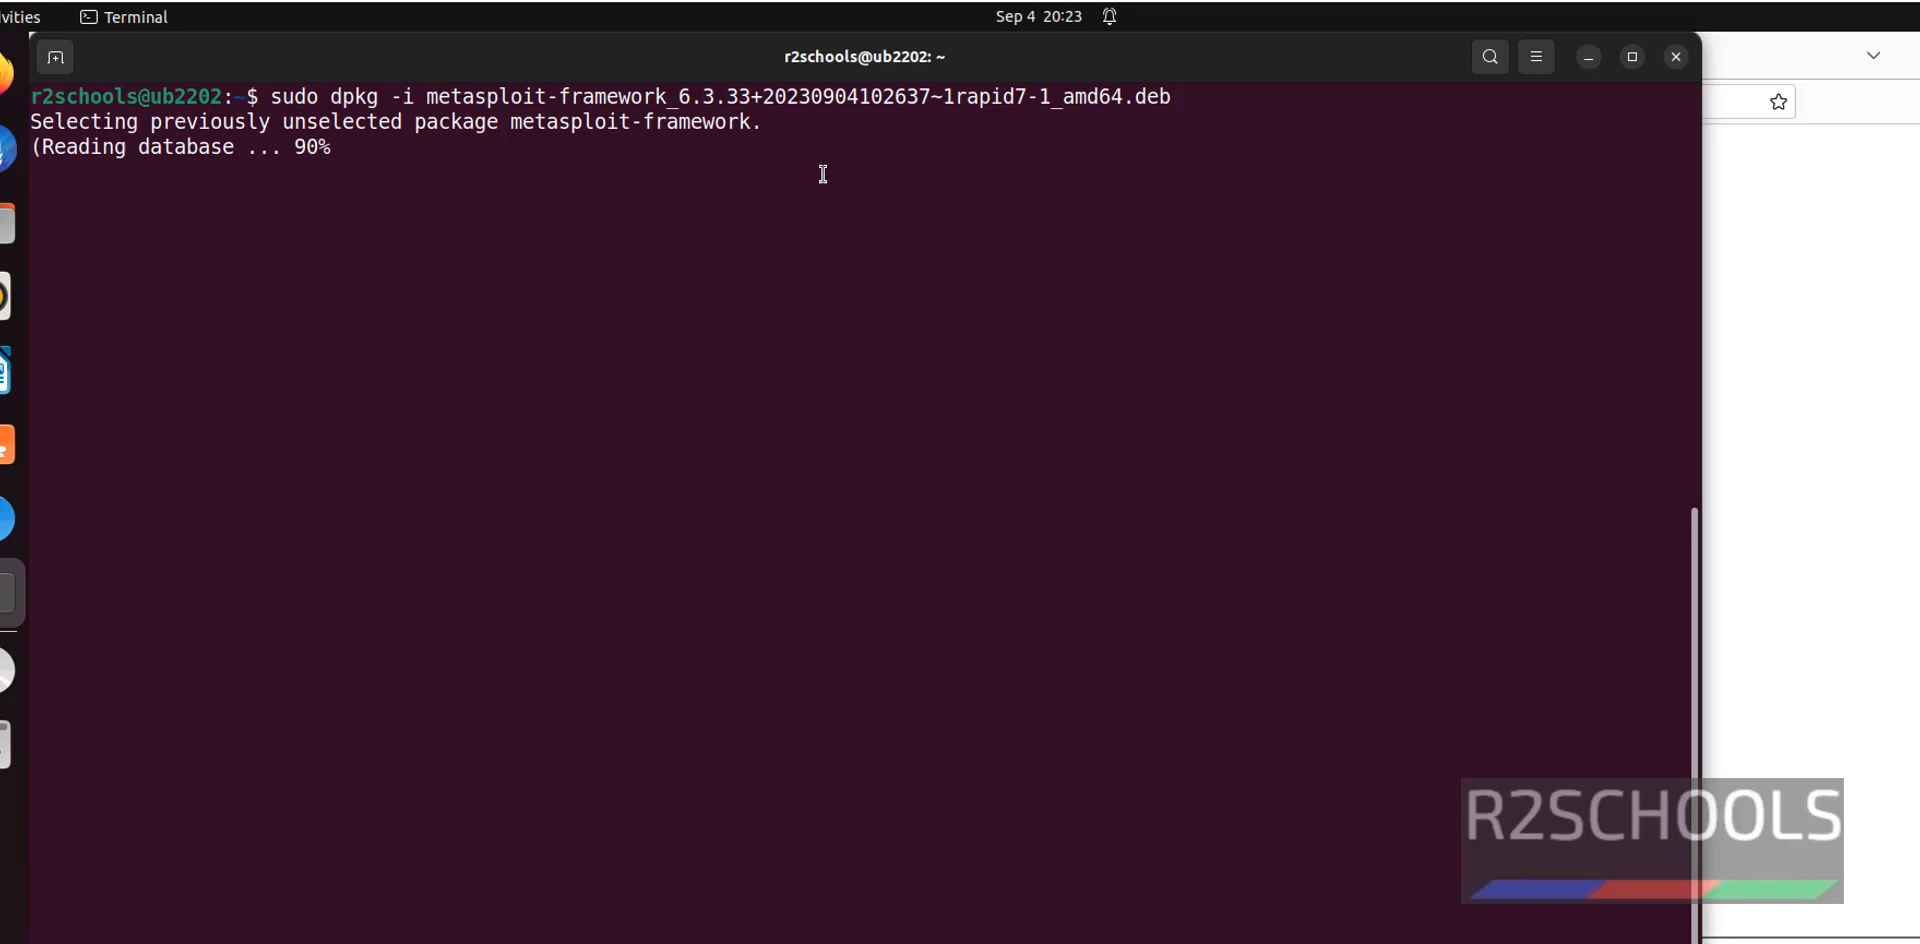 vities Terminal Sep 4 20:23
r2schools@ub2202: ~
r2schools@ub2202:~$ sudo dpkg -i metasploit-framework_6.3.33+20230904102637~1rapid7-1_amd64.deb
Selecting previously unselected package metasploit-framework.
(Reading database ... 90%
R2SCHOOLS